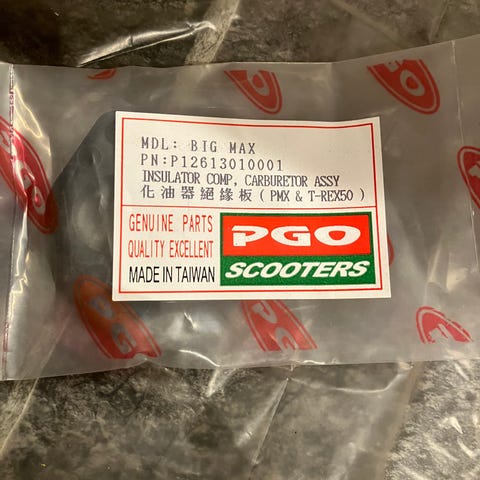 MDL: BIG MAX
PN:P12613010001
INSULATOR COMP, CARBURETOR ASSY
化油器絕緣板(PMX & T-REX50)
GENUINE PARTS
QUALITY EXCELLENT
MADE IN TAIWAN
PGO
SCOOTERS